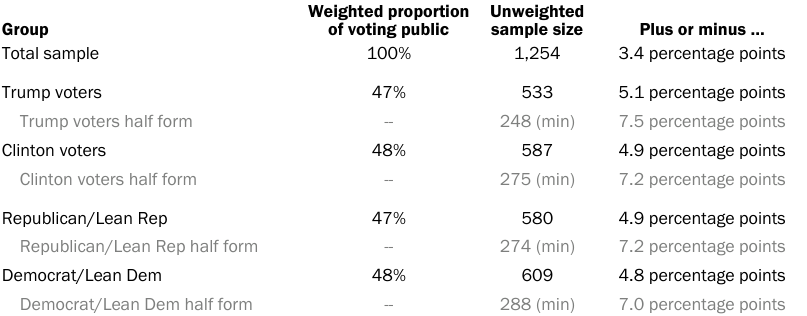 Group Weighted proportion of voting public Unweighted sample size Plus or minus ...
Total sample 100% 1,254 3.4 percentage points
Trump voters 47% 533 5.1 percentage points
Trump voters half form -- 248 (min) 7.5 percentage points
Clinton voters 48% 587 4.9 percentage points
Clinton voters half form -- 275 (min) 7.2 percentage points
Republican/Lean Rep 47% 580 4.9 percentage points
Republican/Lean Rep half form -- 274 (min) 7.2 percentage points
Democrat/Lean Dem 48% 609 4.8 percentage points
Democrat/Lean Dem half form -- 288 (min) 7.0 percentage points